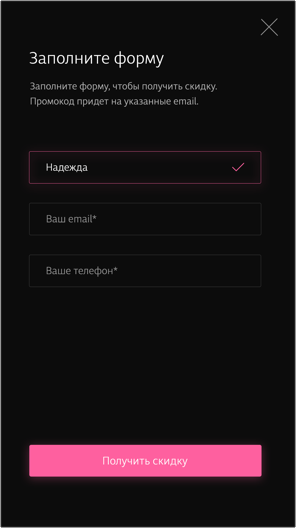 Заполните форму
Заполните форму, чтобы получить скидку.
Промокод придет на указанные email.
Надежда
Ваш email*
Ваше телефон*
Получить скидку